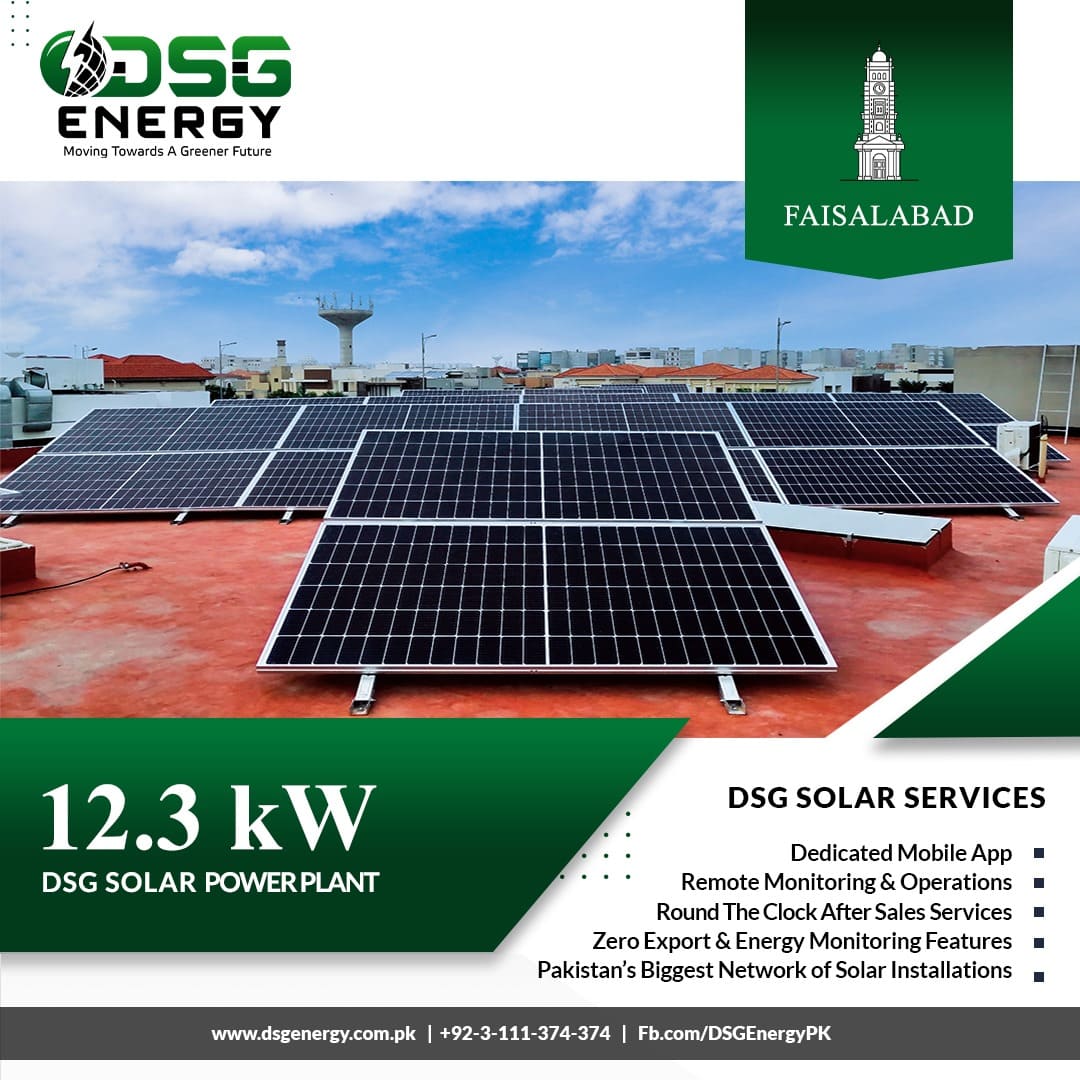 DSG
ENERGY
Moving Towards A Greener Future
FAISALABAD
12.3 kW
DSG SOLAR POWER PLANT
DSG SOLAR SERVICES
Dedicated Mobile App
Remote Monitoring & Operations
Round The Clock After Sales Services
Zero Export & Energy Monitoring Features
Pakistan's Biggest Network of Solar Installations
www.dsgenergy.com.pk | +92-3-111-374-374 | Fb.com/DSGEnergyPK